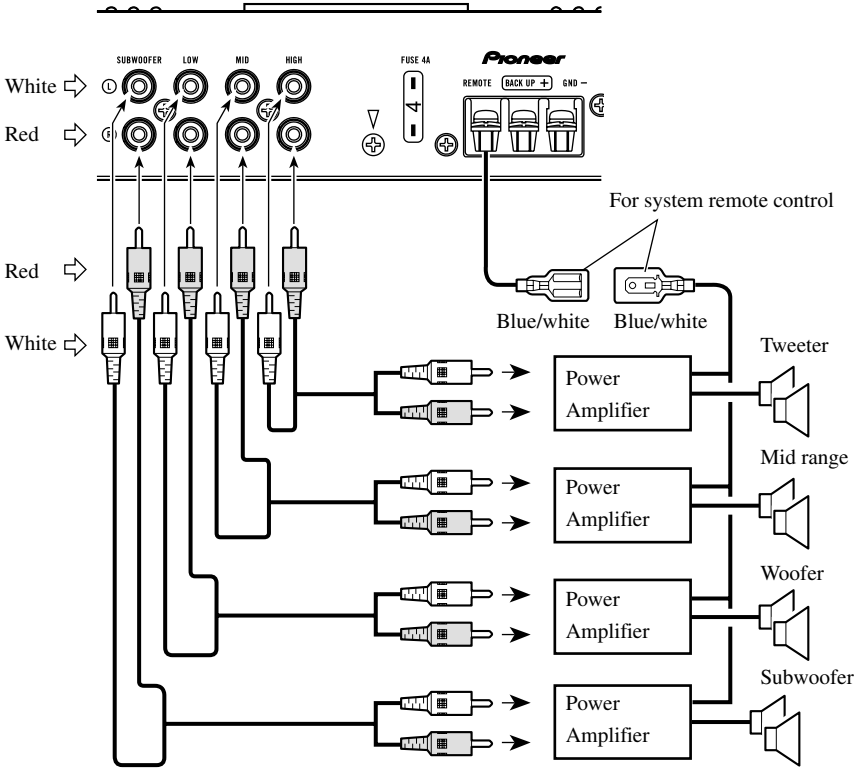 SUBWOOFER LOW MID HIGH FUSE 4A Pioneer
REMOTE BACK UP + GND −
White L
4
Red R
For system remote control
Red
Blue/white Blue/white
White
Tweeter
Power
Amplifier
Mid range
Power
Amplifier
Woofer
Power
Amplifier
Subwoofer
Power
Amplifier